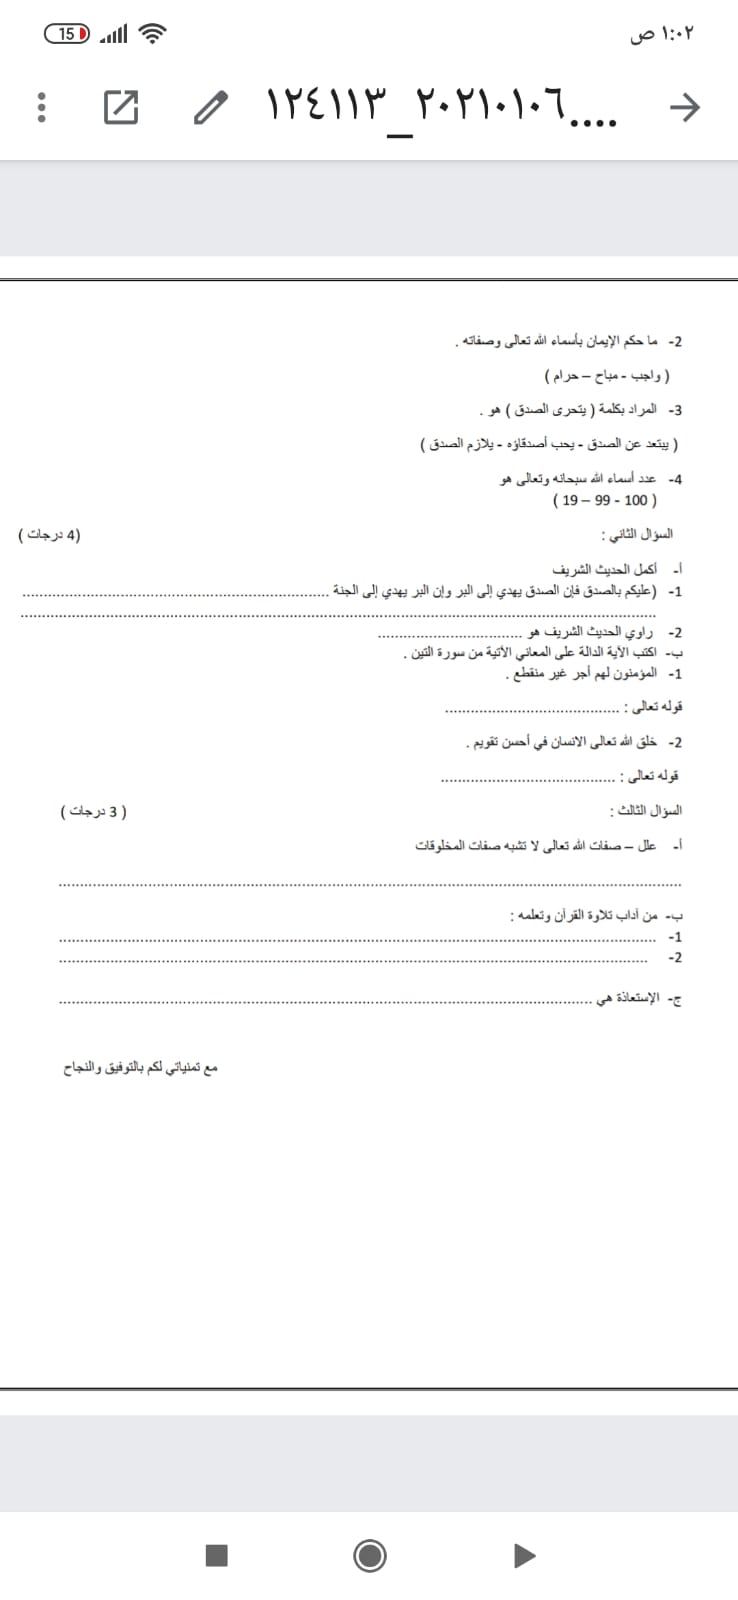 ١:٠٢ ص
15
٢٠٢١٠١٠٦_١٢٤١١٣....
2- ما حكم الإيمان بأسماء الله تعالى وصفاته .
( واجب - مباح – حرام )
3- المراد بكلمة ( يتحرى الصدق ) هو .
( يبتعد عن الصدق - يحب أصدقاؤه - يلازم الصدق )
4- عدد أسماء الله سبحانه وتعالى هو
( 100 - 99 – 19 )
السؤال الثاني : (4 درجات )
أ- أكمل الحديث الشريف
1- (عليكم بالصدق فإن الصدق يهدي إلى البر وإن البر يهدي إلى الجنة ........................................................................
................................................................................................................................................
2- راوي الحديث الشريف هو ..................................
ب- اكتب الآية الدالة على المعاني الآتية من سورة التين .
1- المؤمنون لهم أجر غير منقطع .
قوله تعالى : .........................................
2- خلق الله تعالى الانسان في أحسن تقويم .
قوله تعالى : .........................................
السؤال الثالث : ( 3 درجات )
أ- علل – صفات الله تعالى لا تشبه صفات المخلوقات
................................................................................................................................................
ب- من آداب تلاوة القرآن وتعلمه :
1- ...........................................................................................................................................
2- .........................................................................................................................................
ج- الإستعاذة هي ............................................................................................................................
مع تمنياتي لكم بالتوفيق والنجاح